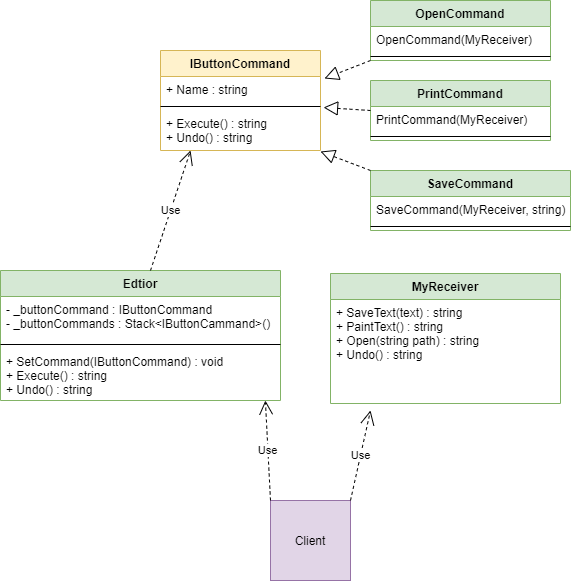 OpenCommand
OpenCommand(MyReceiver)
IButtonCommand
+ Name : string
+ Execute() : string
+ Undo() : string
PrintCommand
PrintCommand(MyReceiver)
SaveCommand
SaveCommand(MyReceiver, string)
Use
Edtior
- _buttonCommand : IButtonCommand
- _buttonCommands : Stack<IButtonCammand>()
+ SetCommand(IButtonCommand) : void
+ Execute() : string
+ Undo() : string
MyReceiver
+ SaveText(text) : string
+ PaintText() : string
+ Open(string path) : string
+ Undo() : string
Use
Use
Client